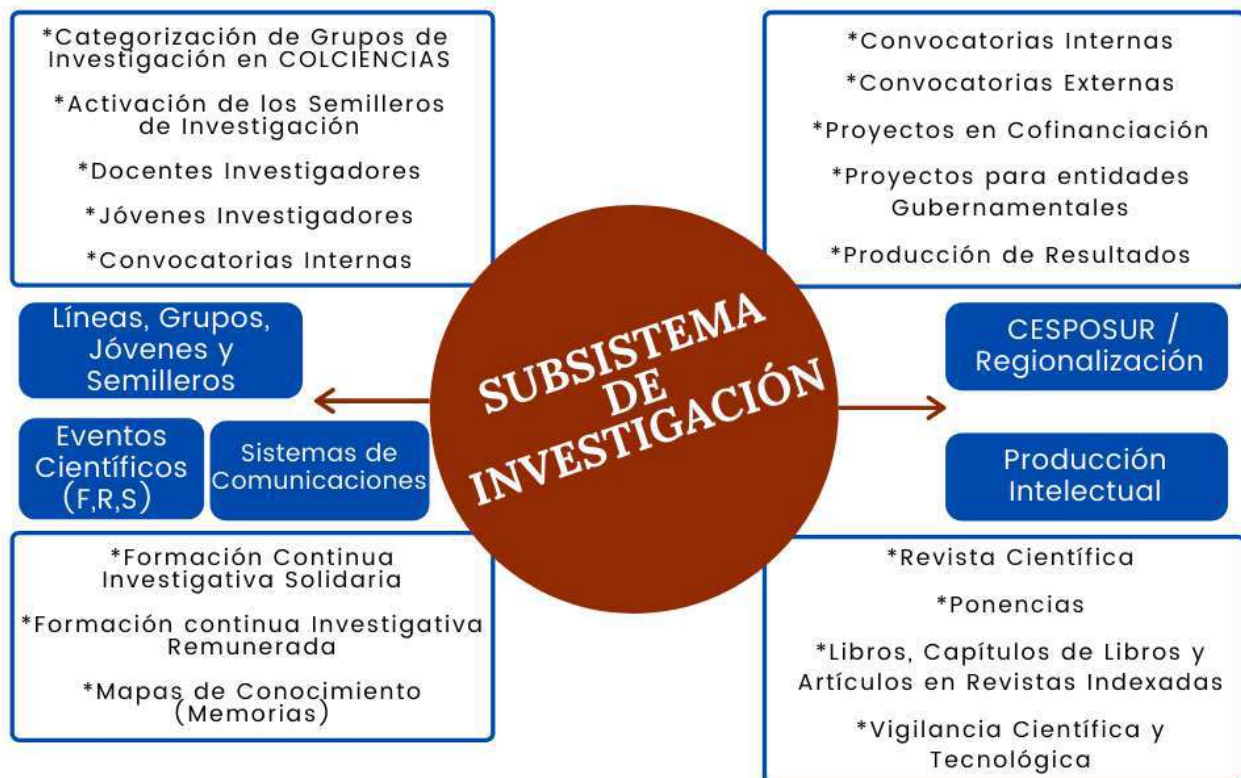 *Categorización de Grupos de
Investigación en COLCIENCIAS
*Activación de los Semilleros
de Investigación
*Docentes Investigadores
*Jóvenes Investigadores
*Convocatorias Internas
*Convocatorias Internas
*Convocatorias Externas
*Proyectos en Cofinanciación
*Proyectos para entidades
Gubernamentales
*Producción de Resultados
Líneas, Grupos,
Jóvenes y
Semilleros
SUBSISTEMA
DE
INVESTIGACIÓN
CESPOSUR /
Regionalización
Eventos
Científicos
(F,R,S)
Sistemas de
Comunicaciones
Producción
Intelectual
*Formación Continua
Investigativa Solidaria
*Formación continua Investigativa
Remunerada
*Mapas de Conocimiento
(Memorias)
*Revista Científica
*Ponencias
*Libros, Capítulos de Libros y
Artículos en Revistas Indexadas
*Vigilancia Científica y
Tecnológica